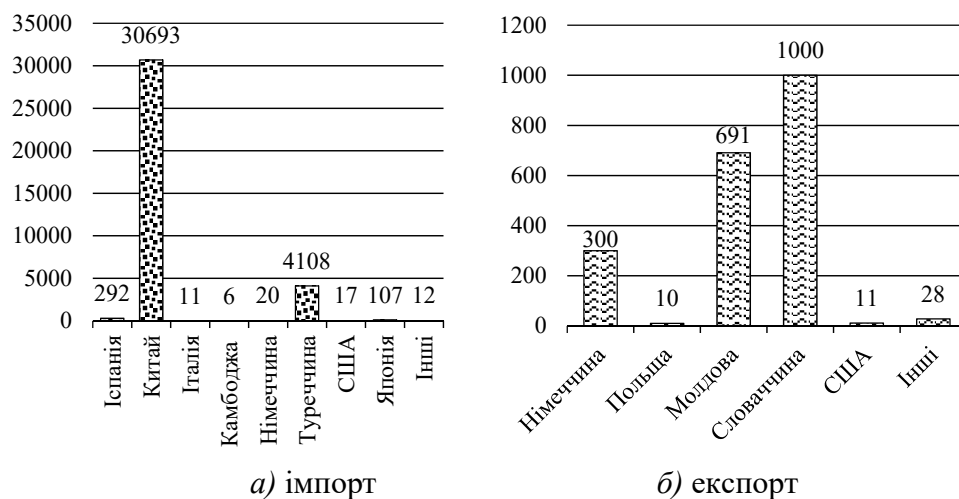 35000
30000
25000
20000
15000
10000
5000
0
292
30693
11
6
20
4108
17
107
12
Іспанія
Китай
Італія
Камбоджа
Німеччина
Туреччина
США
Японія
Інші
а) імпорт
1200
1000
800
600
400
200
0
300
10
691
1000
11
28
Німеччина
Польща
Молдова
Словаччина
США
Інші
б) експорт